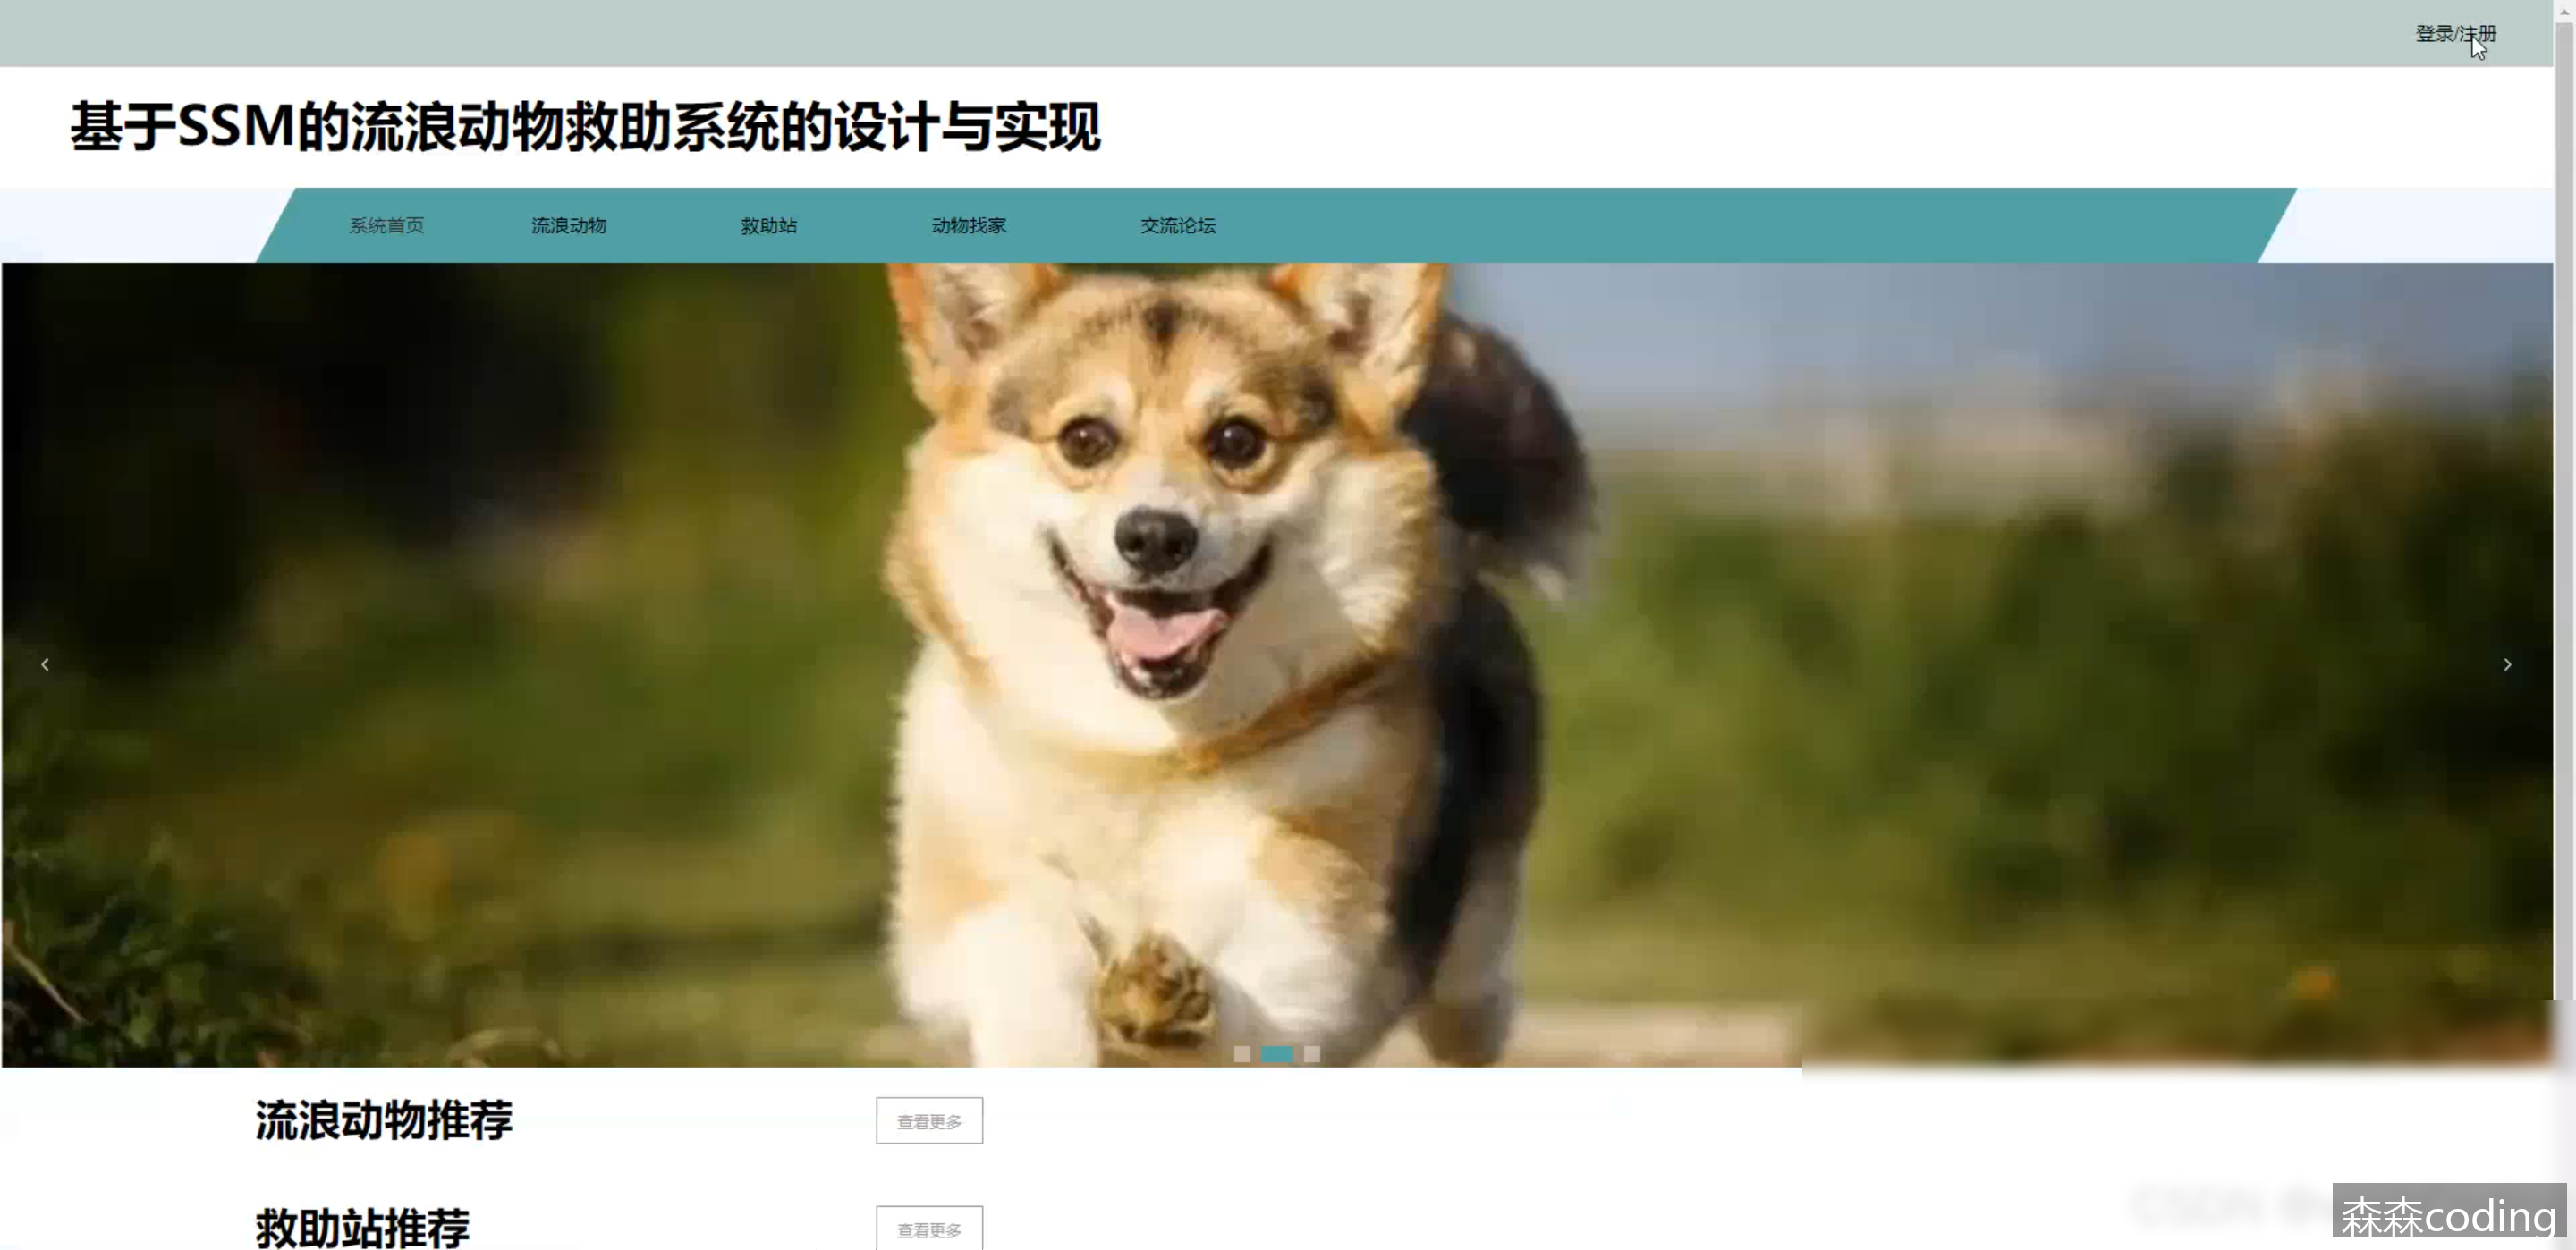 登录/注册
基于SSM的流浪动物救助系统的设计与实现
系统首页 流浪动物 救助站 动物找家 交流论坛
流浪动物推荐 查看更多
救助站推荐 查看更多
森森coding